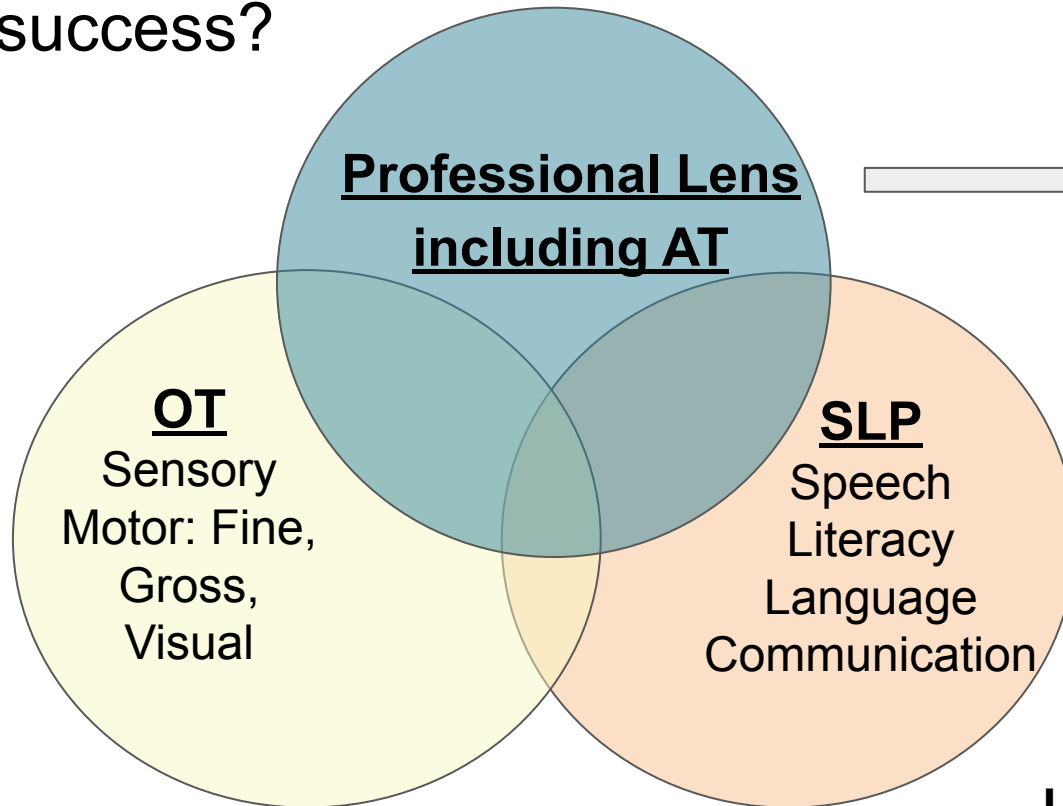 success?
Professional Lens
including AT
OT
Sensory
Motor: Fine,
Gross,
Visual
SLP
Speech
Literacy
Language
Communication